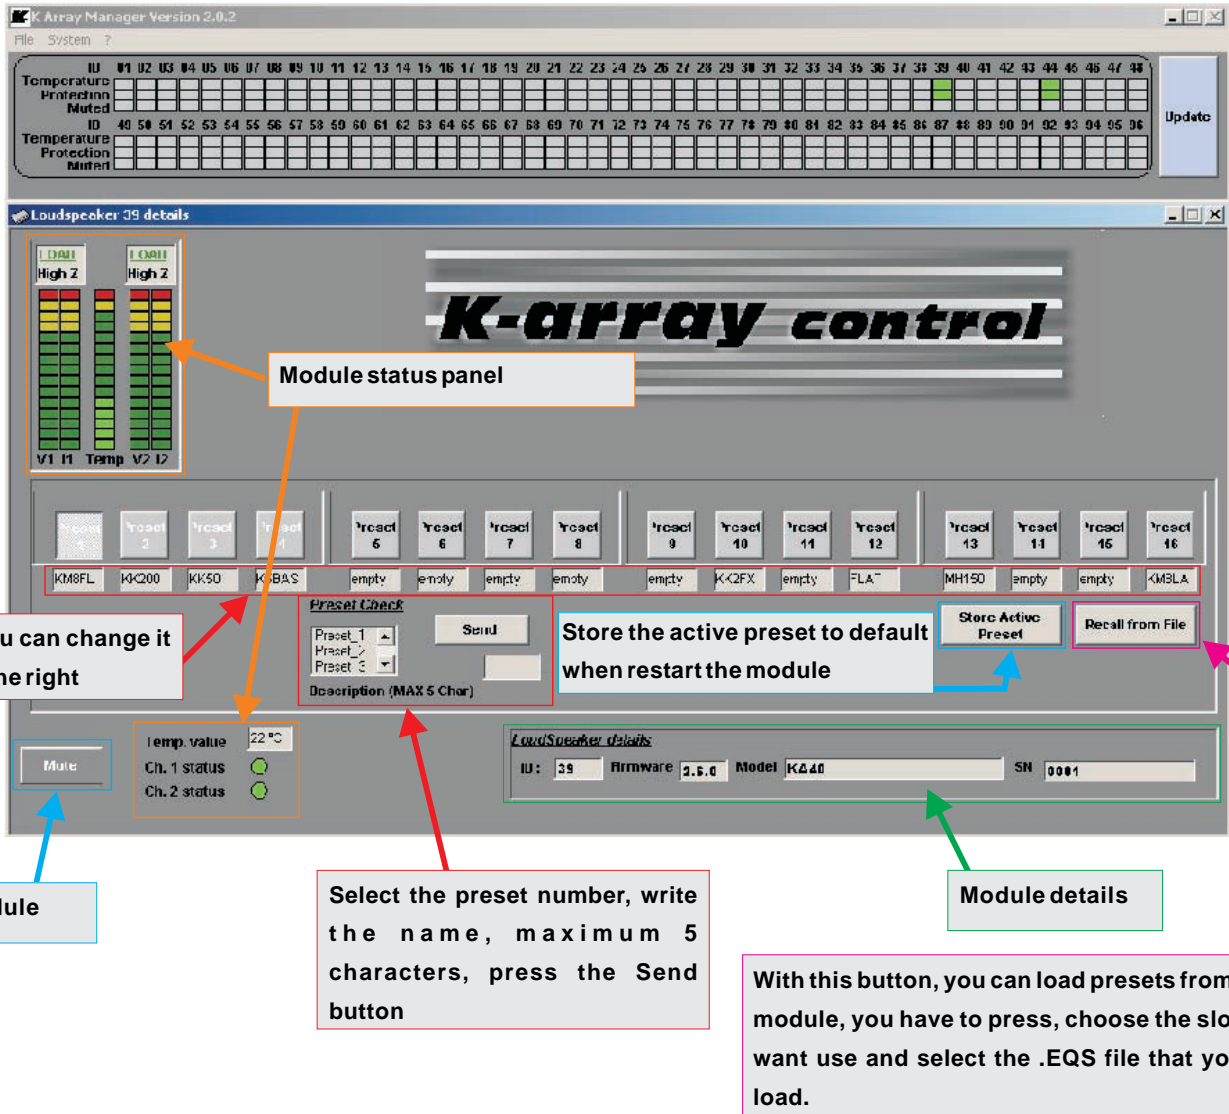 K Array Manager Version 2.0.2
File System ?
ID 01 02 03 04 05 06 07 08 09 10 11 12 13 14 15 16 17 18 19 20 21 22 23 24 25 26 27 28 29 30 31 32 33 34 35 36 37 38 39 40 41 42 43 44 45 46 47 48
Temperature
Protection
Muted
ID 49 50 51 52 53 54 55 56 57 58 59 60 61 62 63 64 65 66 67 68 69 70 71 72 73 74 75 76 77 78 79 80 81 82 83 84 85 86 87 88 89 90 91 92 93 94 95 96
Temperature
Protection
Muted
Update
Loudspeaker 39 details
LOAD LOAD
High Z High Z
K-array control
Module status panel
V1 I1 Temp V2 I2
Preset 1 Preset 2 Preset 3 Preset 4 Preset 5 Preset 6 Preset 7 Preset 8 Preset 9 Preset 10 Preset 11 Preset 12 Preset 13 Preset 14 Preset 15 Preset 16
KM8FL KK200 KK50 KSBAS empty empty empty empty empty KK2FX empty FLAT MH150 empty empty KM3LA
Preset Check
Preset_1
Preset_2
Preset_3
Send
Description (MAX 5 Char)
u can change it
ne right
Store the active preset to default
when restart the module
Store Active
Preset
Recall from File
Mute
Temp. value 22 °C
Ch. 1 status
Ch. 2 status
LoudSpeaker details
ID: 39 Firmware 2.6.0 Model KA40 SN 0001
dule
Select the preset number, write
the name, maximum 5
characters, press the Send
button
Module details
With this button, you can load presets from
module, you have to press, choose the slo
want use and select the .EQS file that yo
load.